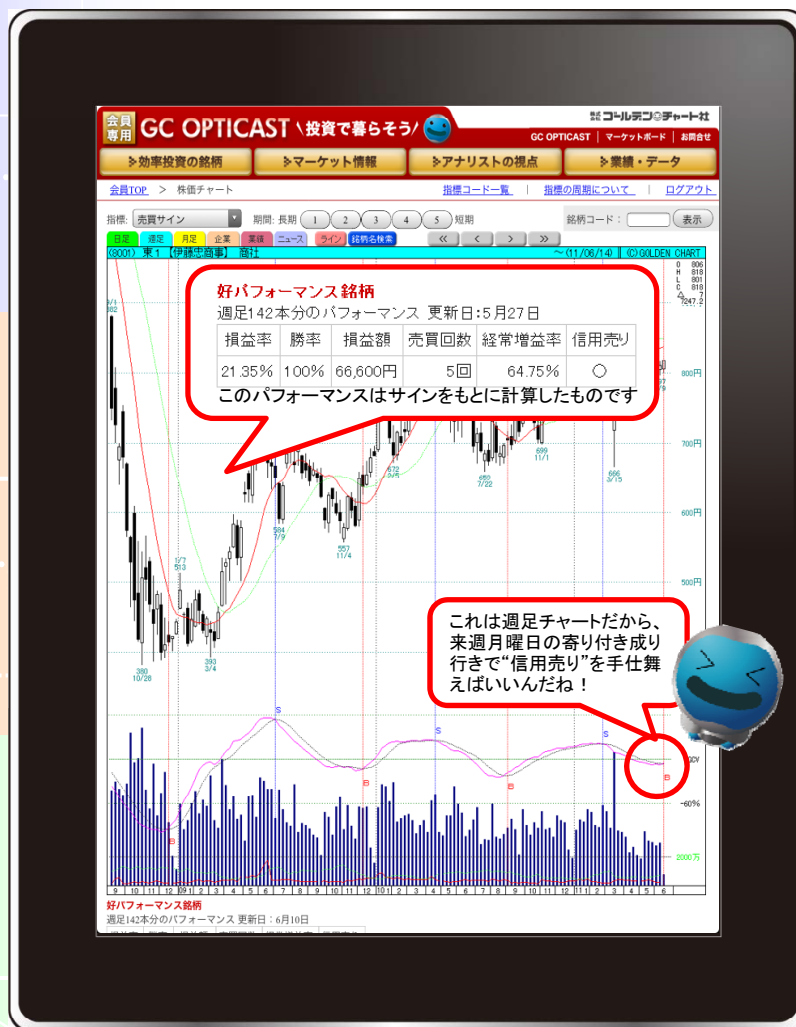 会員専用 GC OPTICAST \投資で暮らそう/
株式会社 ゴールデン チャート社
GC OPTICAST | マーケットボード | お問合せ
効率投資の銘柄 マーケット情報 アナリストの視点 業績・データ
会員TOP > 株価チャート 指標コード一覧 | 指標の周期について | ログアウト
指標: 売買サイン 期間: 長期 1 2 3 4 5 短期 銘柄コード: 表示
日足 週足 月足 企業 業績 ニュース ライン 銘柄名検索 << < > >>
(8001) 東1 【伊藤忠商事】 商社 ~(11/06/14) (C)GOLDEN CHART
O 806
H 818
L 801
C 818
△ 7
7247.2
好パフォーマンス銘柄
週足142本分のパフォーマンス 更新日:5月27日
損益率 勝率 損益額 売買回数 経常増益率 信用売り
21.35% 100% 66,600円 5回 64.75% ○
このパフォーマンスはサインをもとに計算したものです
800円
700円
699
11/1
672
7/22
666
3/15
600円
584
7/9
557
11/4
500円
1/7
513
393
3/4
380
10/28
これは週足チャートだから、
来週月曜日の寄り付き成り
行きで“信用売り”を手仕舞
えばいいんだね！
S
S
S
B
B
B
B
-60%
2000万
9 10 11 12 09 1 2 3 4 5 6 7 8 9 10 11 12 10 1 2 3 4 5 6 7 8 9 10 11 12 11 1 2 3 4 5 6
好パフォーマンス銘柄
週足142本分のパフォーマンス 更新日：6月10日